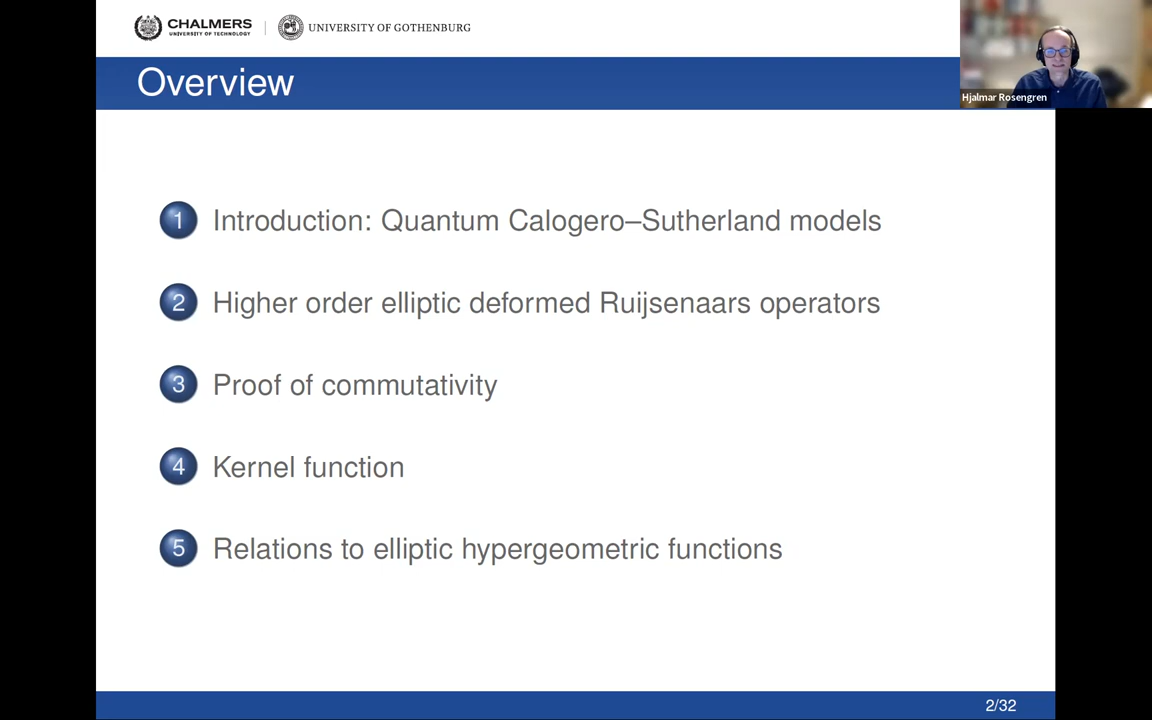 CHALMERS
UNIVERSITY OF TECHNOLOGY
UNIVERSITY OF GOTHENBURG
Overview
Hjalmar Rosengren
1 Introduction: Quantum Calogero–Sutherland models
2 Higher order elliptic deformed Ruijsenaars operators
3 Proof of commutativity
4 Kernel function
5 Relations to elliptic hypergeometric functions
2/32